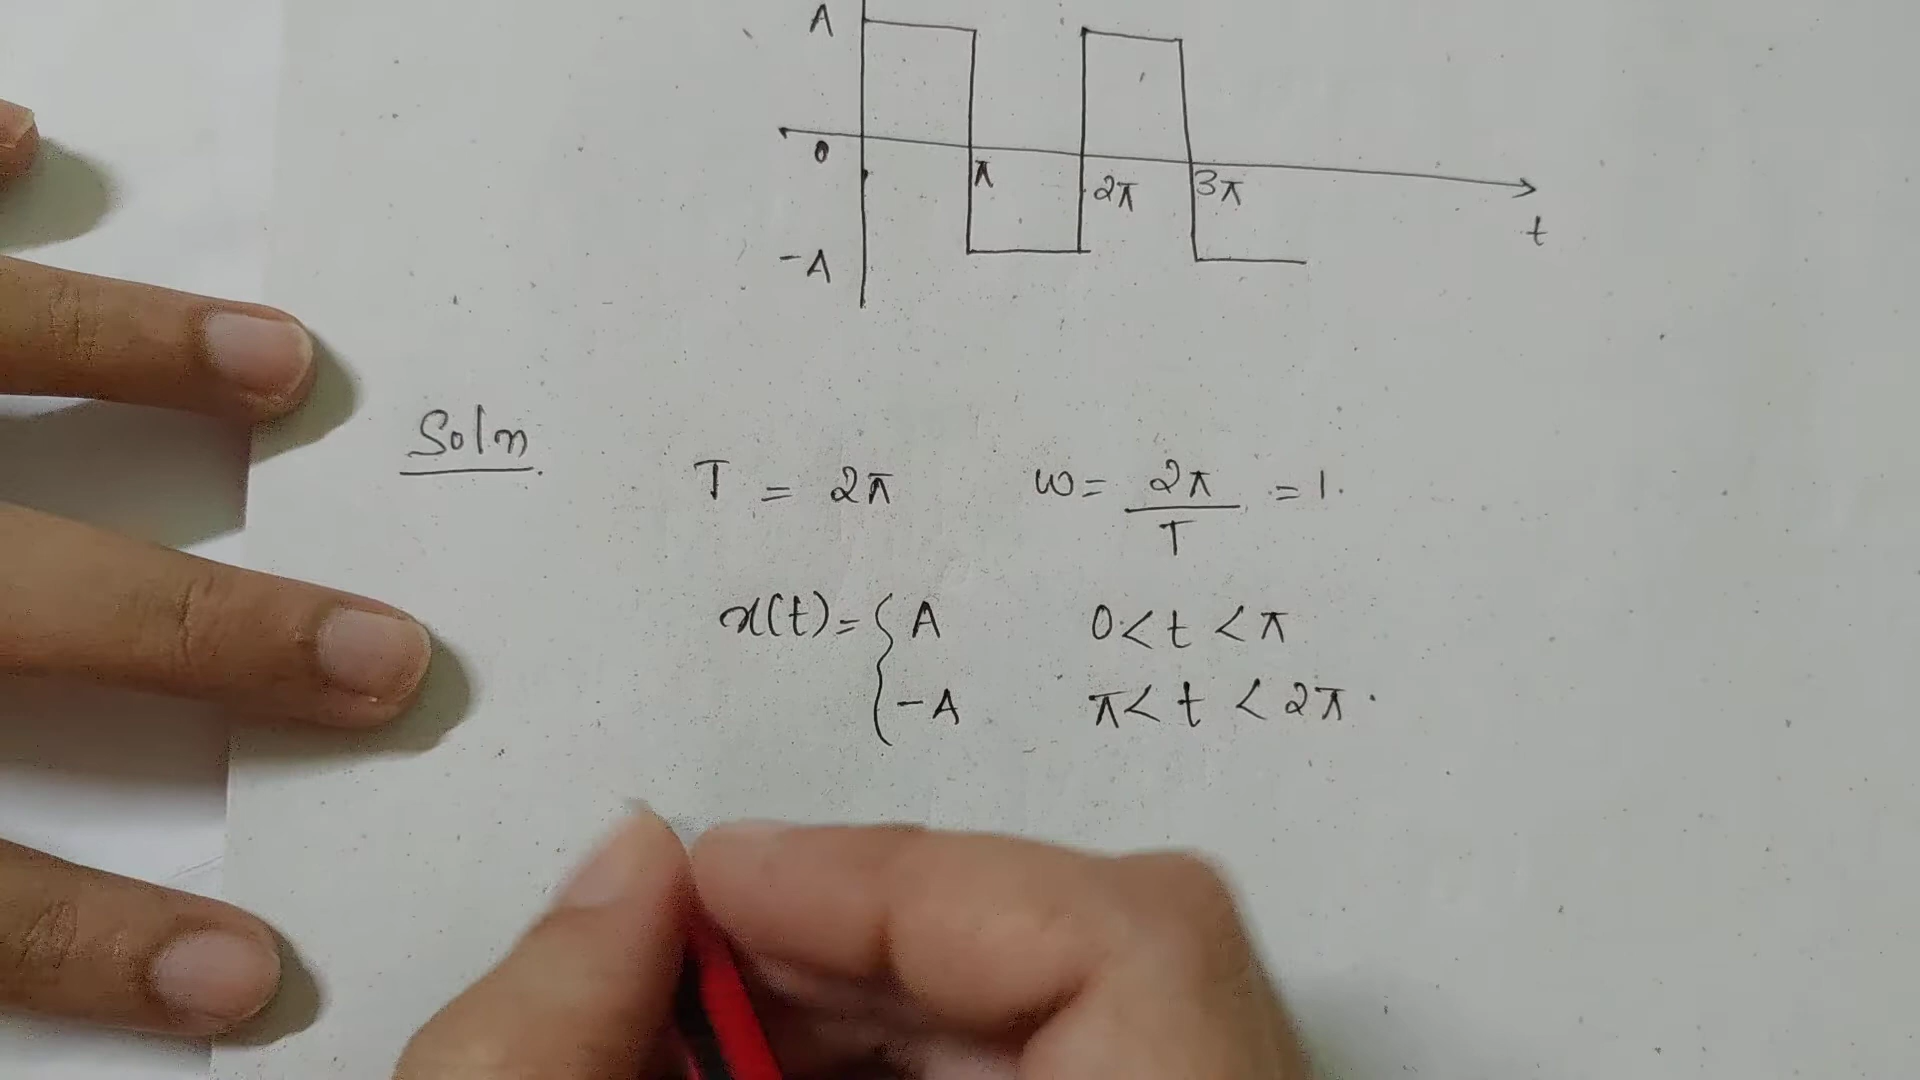 A
0
π
2π
3π
t
-A
Soln
T = 2π    ω = 2π/T = 1.
x(t) = { A    0 < t < π
-A    π < t < 2π.